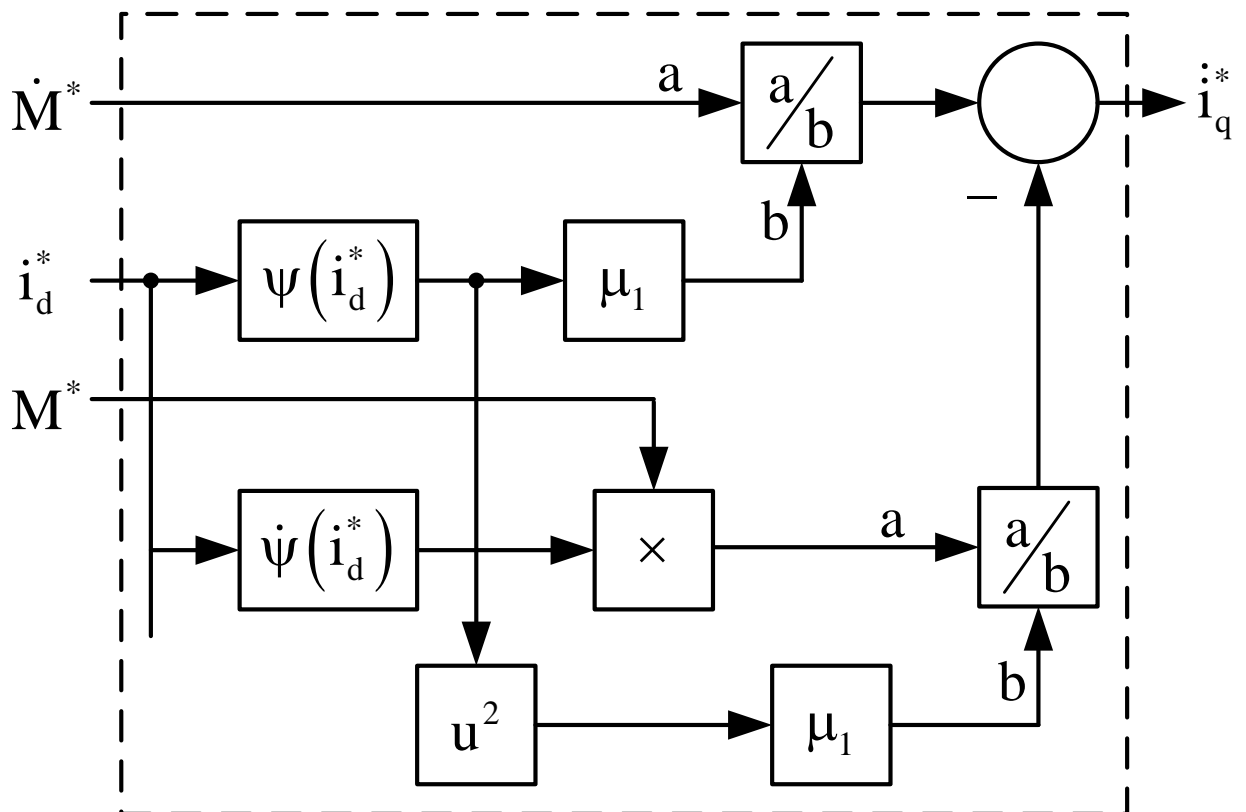 Ṁ* a a/b i̇q*
b
id* ψ(id*) μ1
−
M*
ψ̇(id*) × a a/b
b
u² μ1